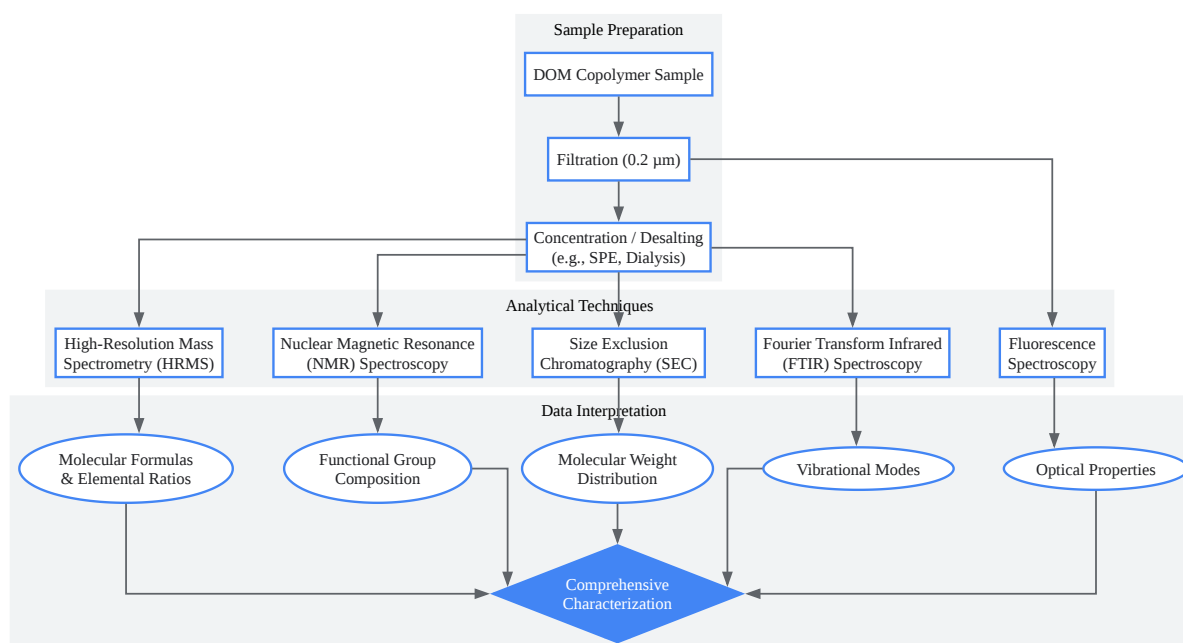 Sample Preparation
DOM Copolymer Sample
Filtration (0.2 µm)
Concentration / Desalting
(e.g., SPE, Dialysis)
Analytical Techniques
High-Resolution Mass
Spectrometry (HRMS)
Nuclear Magnetic Resonance
(NMR) Spectroscopy
Size Exclusion
Chromatography (SEC)
Fourier Transform Infrared
(FTIR) Spectroscopy
Fluorescence
Spectroscopy
Data Interpretation
Molecular Formulas
& Elemental Ratios
Functional Group
Composition
Molecular Weight
Distribution
Vibrational Modes
Optical Properties
Comprehensive
Characterization